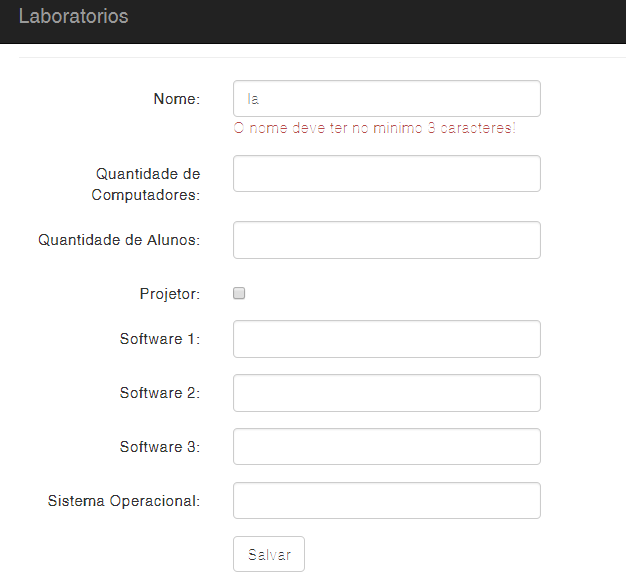 Laboratorios
Nome:
la
O nome deve ter no minimo 3 caracteres!
Quantidade de
Computadores:
Quantidade de Alunos:
Projetor:
Software 1:
Software 2:
Software 3:
Sistema Operacional:
Salvar